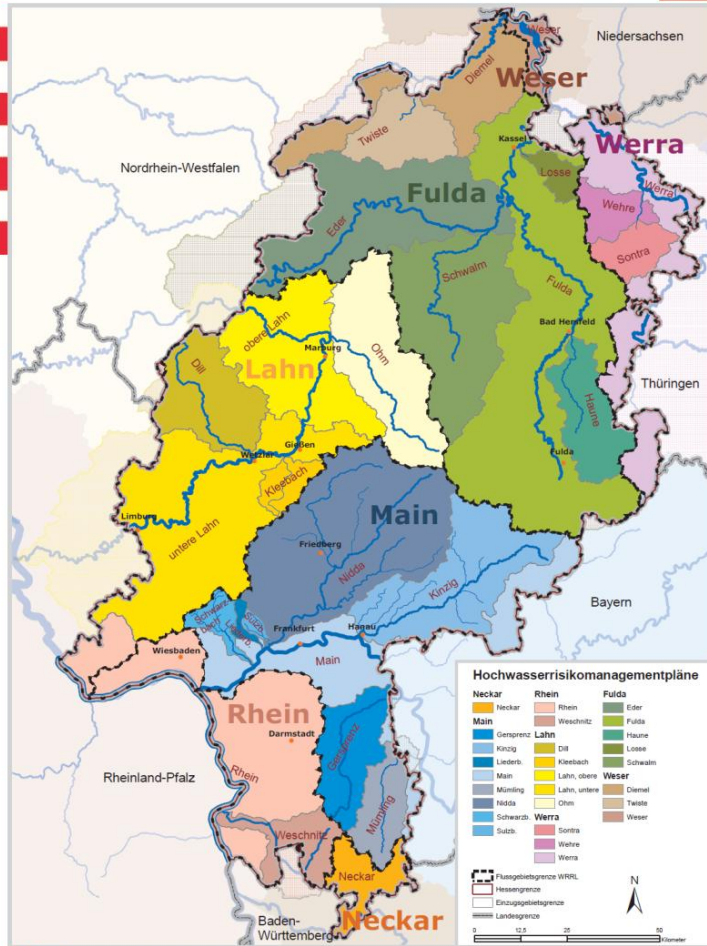 Weser
Niedersachsen
Diemel
Weser
Twiste
Kassel
Werra
Nordrhein-Westfalen
Losse
Werra
Fulda
Wehre
Eder
Sontra
Schwalm
Fulda
obere Lahn
Bad Hersfeld
Marburg
Ohm
Dill
Lahn
Thüringen
Haune
Gießen
Wetzlar
Fulda
Kleebach
Limburg
Main
untere Lahn
Friedberg
Nidda
Kinzig
Bayern
Schwarz-
bach
Liederb.
Sulzb.
Frankfurt
Hanau
Wiesbaden
Main
Rhein
Darmstadt
Gersprenz
Rheinland-Pfalz
Rhein
Mümling
Weschnitz
Neckar
Baden-
Württemberg
Neckar
Hochwasserrisikomanagementpläne
Neckar
Neckar
Main
Gersprenz
Kinzig
Liederb.
Main
Mümling
Nidda
Schwarzb.
Sulzb.
Rhein
Rhein
Weschnitz
Lahn
Dill
Kleebach
Lahn, obere
Lahn, untere
Ohm
Werra
Sontra
Wehre
Werra
Fulda
Eder
Fulda
Haune
Losse
Schwalm
Weser
Diemel
Twiste
Weser
Flussgebietsgrenze WRRL
Hessengrenze
Einzugsgebietsgrenze
Landesgrenze
N
0 12,5 25 50
Kilometer